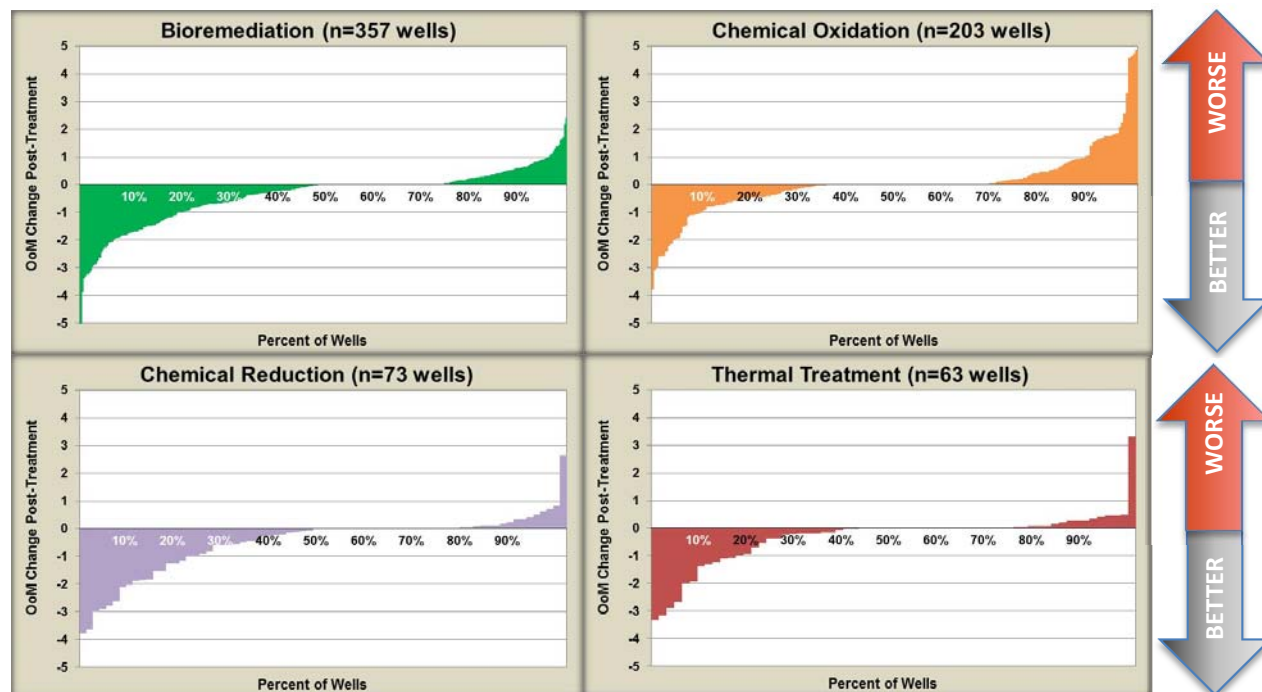 Bioremediation (n=357 wells)
5
4
3
2
1
0
-1
-2
-3
-4
-5
OoM Change Post-Treatment
10% 20% 30% 40% 50% 60% 70% 80% 90%
Percent of Wells
Chemical Oxidation (n=203 wells)
5
4
3
2
1
0
-1
-2
-3
-4
-5
OoM Change Post-Treatment
10% 20% 30% 40% 50% 60% 70% 80% 90%
Percent of Wells
WORSE
BETTER
Chemical Reduction (n=73 wells)
5
4
3
2
1
0
-1
-2
-3
-4
-5
OoM Change Post-Treatment
10% 20% 30% 40% 50% 60% 70% 80% 90%
Percent of Wells
Thermal Treatment (n=63 wells)
5
4
3
2
1
0
-1
-2
-3
-4
-5
OoM Change Post-Treatment
10% 20% 30% 40% 50% 60% 70% 80% 90%
Percent of Wells
WORSE
BETTER